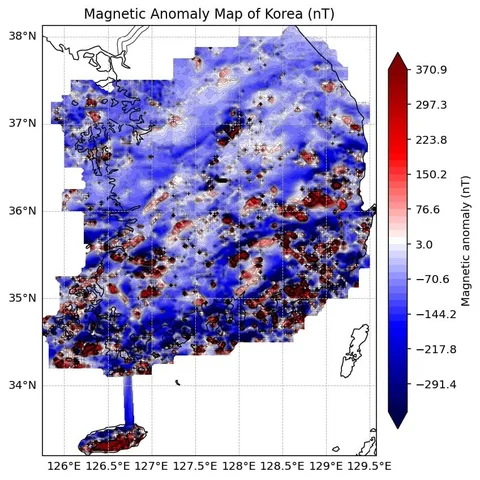 Magnetic Anomaly Map of Korea (nT)
38°N
37°N
36°N
35°N
34°N
126°E
126.5°E
127°E
127.5°E
128°E
128.5°E
129°E
129.5°E
370.9
297.3
223.8
150.2
76.6
3.0
−70.6
−144.2
−217.8
−291.4
Magnetic anomaly (nT)